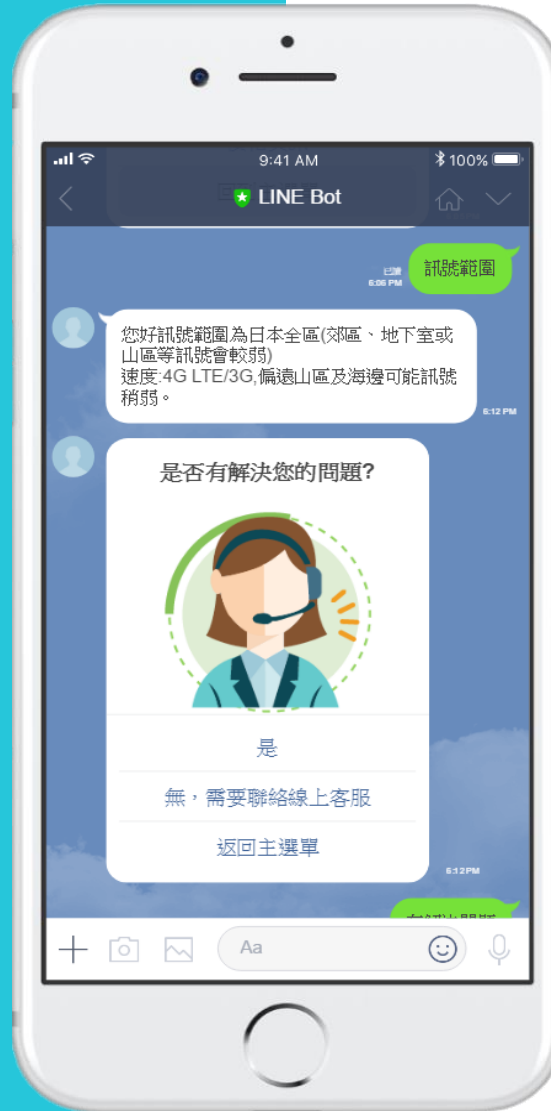 9:41 AM
100%
LINE Bot
訊號範圍
已讀
6:06 PM
您好訊號範圍為日本全區(郊區、地下室或
山區等訊號會較弱)
速度:4G LTE/3G,偏遠山區及海邊可能訊號
稍弱。
6:12 PM
是否有解決您的問題?
是
無，需要聯絡線上客服
返回主選單
6:12PM
Aa